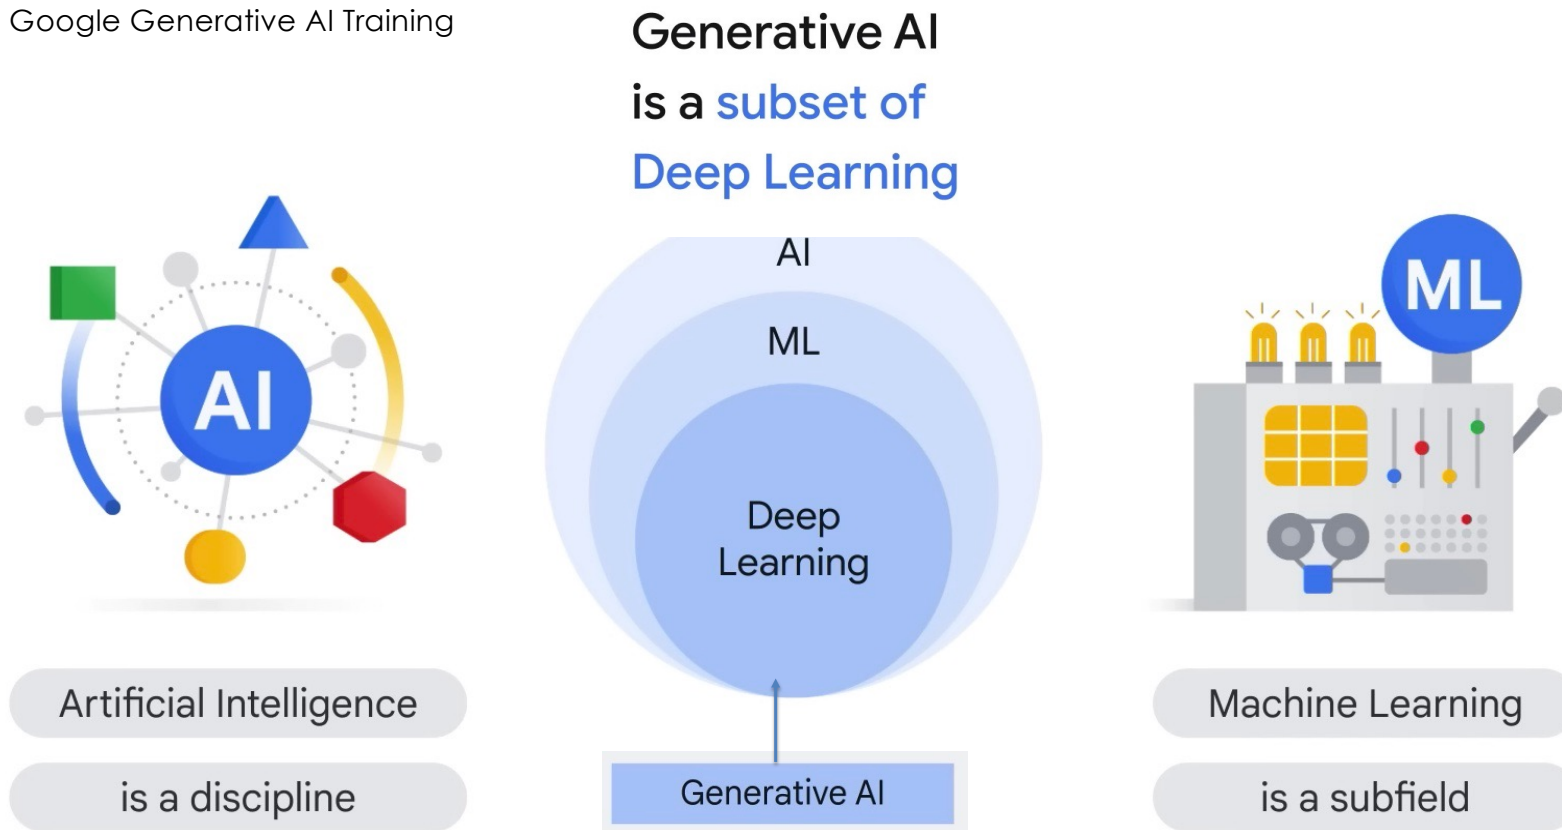 Google Generative AI Training
Generative AI
is a subset of
Deep Learning
AI
AI
ML
Deep
Learning
ML
Artificial Intelligence
is a discipline
Generative AI
Machine Learning
is a subfield